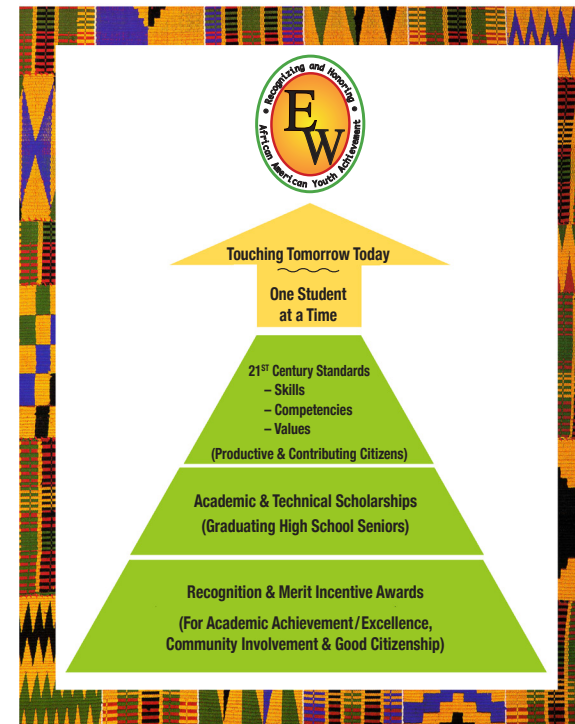 • Recognizing and Honoring •
African American Youth Achievement
EW
Touching Tomorrow Today
One Student
at a Time
21ST Century Standards
– Skills
– Competencies
– Values
(Productive & Contributing Citizens)
Academic & Technical Scholarships
(Graduating High School Seniors)
Recognition & Merit Incentive Awards
(For Academic Achievement/Excellence,
Community Involvement & Good Citizenship)